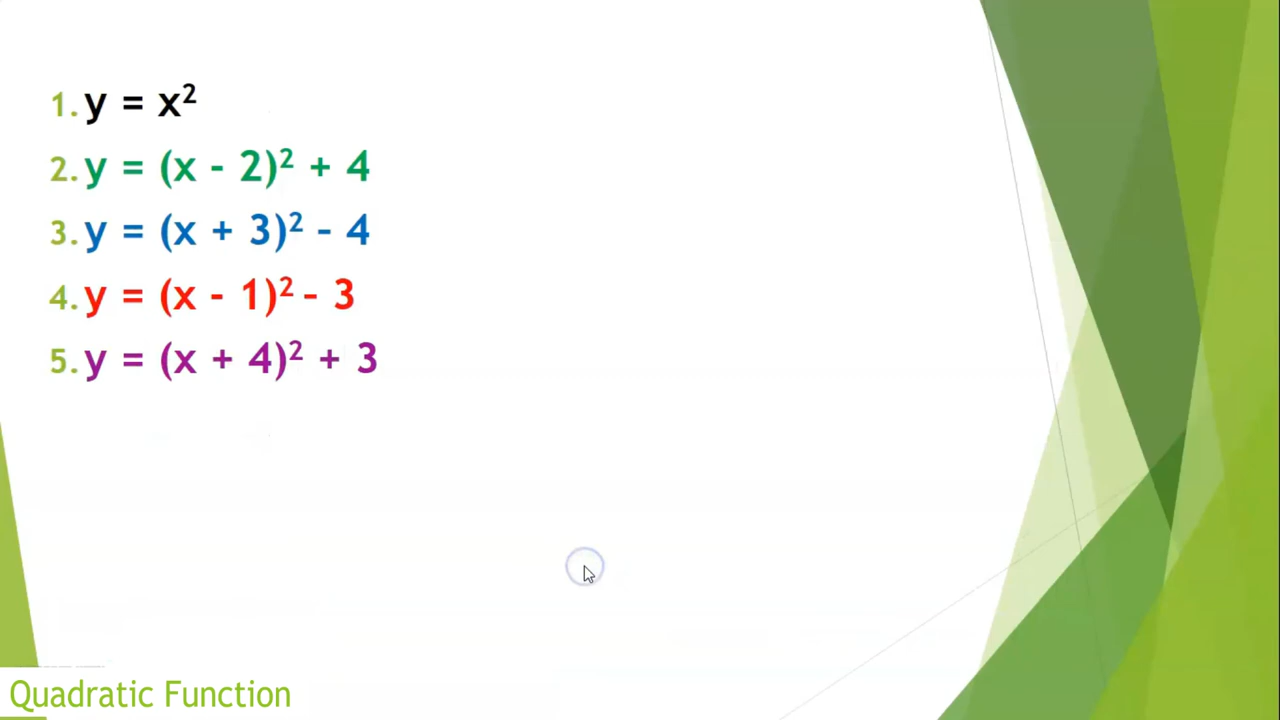 1. y = x²
2. y = (x - 2)² + 4
3. y = (x + 3)² - 4
4. y = (x - 1)² - 3
5. y = (x + 4)² + 3
Quadratic Function